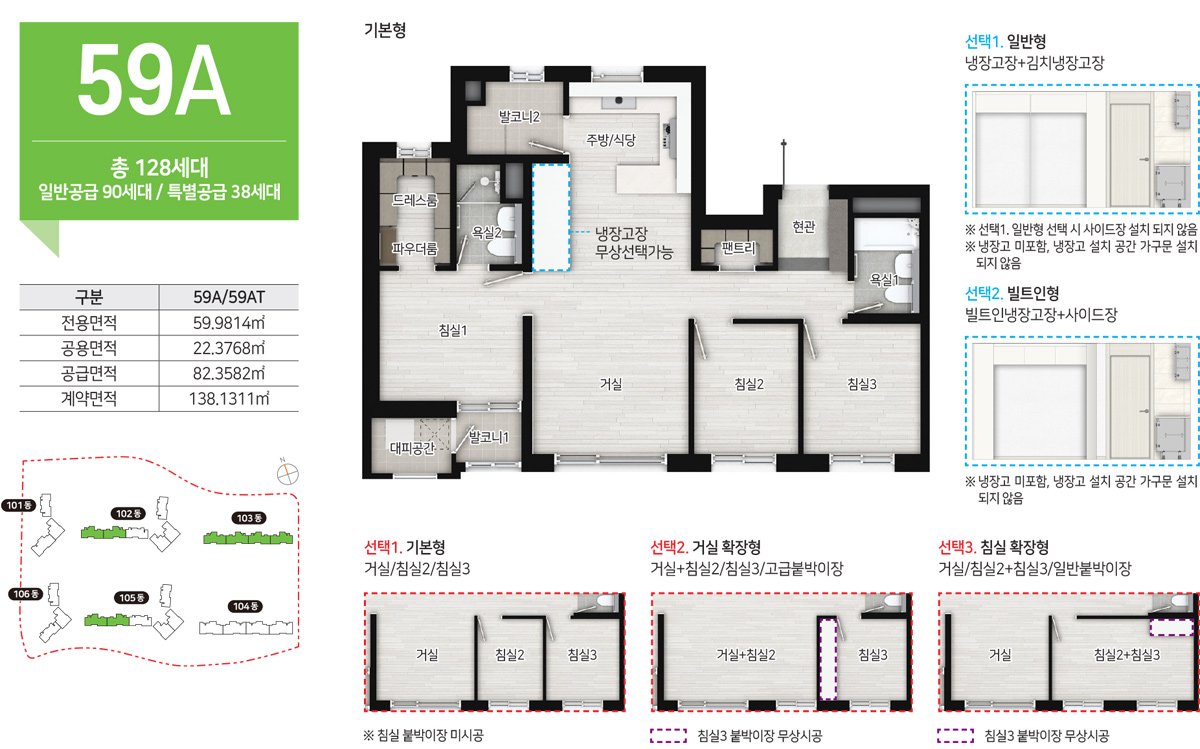 59A
총 128세대
일반공급 90세대 / 특별공급 38세대
구분 59A/59AT
전용면적 59.9814㎡
공용면적 22.3768㎡
공급면적 82.3582㎡
계약면적 138.1311㎡
N
101동
102동
103동
106동
105동
104동
기본형
발코니2
주방/식당
드레스룸
욕실2
파우더룸
냉장고장
무상선택가능
팬트리
현관
욕실1
침실1
거실
침실2
침실3
대피공간
발코니1
선택1. 일반형
냉장고장+김치냉장고장
※ 선택1. 일반형 선택 시 사이드장 설치 되지 않음
※ 냉장고 미포함, 냉장고 설치 공간 가구문 설치
되지 않음
선택2. 빌트인형
빌트인냉장고장+사이드장
※ 냉장고 미포함, 냉장고 설치 공간 가구문 설치
되지 않음
선택1. 기본형
거실/침실2/침실3
거실
침실2
침실3
※ 침실 붙박이장 미시공
선택2. 거실 확장형
거실+침실2/침실3/고급붙박이장
거실+침실2
침실3
침실3 붙박이장 무상시공
선택3. 침실 확장형
거실/침실2+침실3/일반붙박이장
거실
침실2+침실3
침실3 붙박이장 무상시공